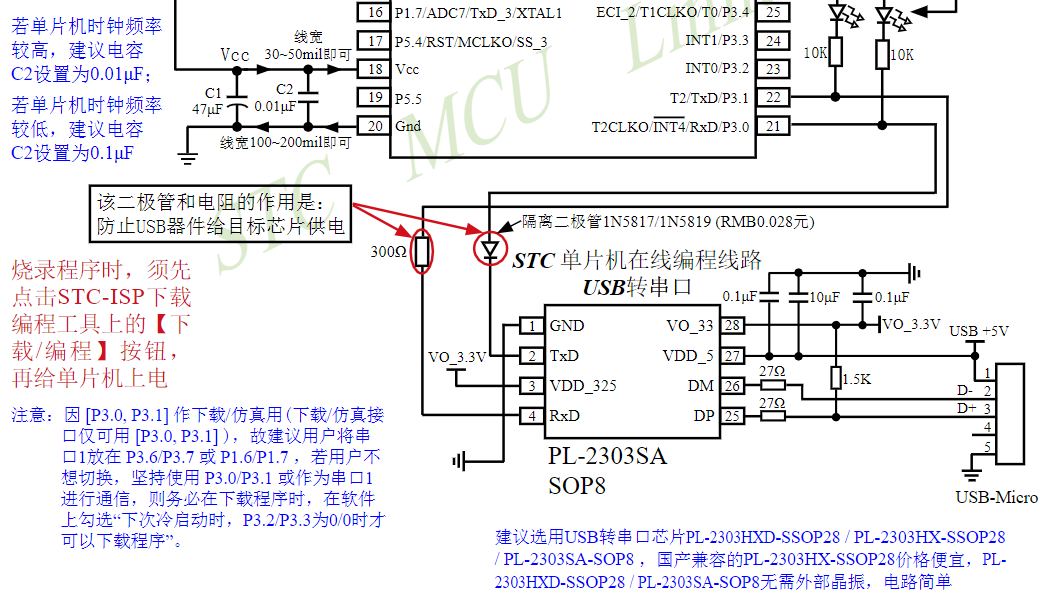 若单片机时钟频率
较高，建议电容
C2设置为0.01μF；
若单片机时钟频率
较低，建议电容
C2设置为0.1μF
Vcc
线宽
30~50mil即可
C1
47μF
C2
0.01μF
线宽100~200mil即可
16 P1.7/ADC7/TxD_3/XTAL1
17 P5.4/RST/MCLKO/SS_3
18 Vcc
19 P5.5
20 Gnd
ECI_2/T1CLKO/T0/P3.4 25
INT1/P3.3 24
INT0/P3.2 23
T2/TxD/P3.1 22
T2CLKO/INT4/RxD/P3.0 21
10K
10K
STC MCU Limi
该二极管和电阻的作用是：
防止USB器件给目标芯片供电
300Ω
隔离二极管1N5817/1N5819 (RMB0.028元)
STC 单片机在线编程线路
USB转串口
烧录程序时，须先
点击STC-ISP下载
编程工具上的【下
载/编程】按钮，
再给单片机上电
VO_3.3V
1 GND
2 TxD
3 VDD_325
4 RxD
VO_33 28
VDD_5 27
DM 26
DP 25
PL-2303SA
SOP8
0.1μF
10μF
0.1μF
VO_3.3V
USB +5V
27Ω
27Ω
1.5K
1
D- 2
D+ 3
4
5
USB-Micro
注意：因 [P3.0, P3.1] 作下载/仿真用 (下载/仿真接
口仅可用 [P3.0, P3.1] )，故建议用户将串
口1放在 P3.6/P3.7 或 P1.6/P1.7，若用户不
想切换，坚持使用 P3.0/P3.1 或作为串口1
进行通信，则务必在下载程序时，在软件
上勾选“下次冷启动时，P3.2/P3.3为0/0时才
可以下载程序”。
建议选用USB转串口芯片PL-2303HXD-SSOP28 / PL-2303HX-SSOP28
/ PL-2303SA-SOP8，国产兼容的PL-2303HX-SSOP28价格便宜，PL-
2303HXD-SSOP28 / PL-2303SA-SOP8无需外部晶振，电路简单